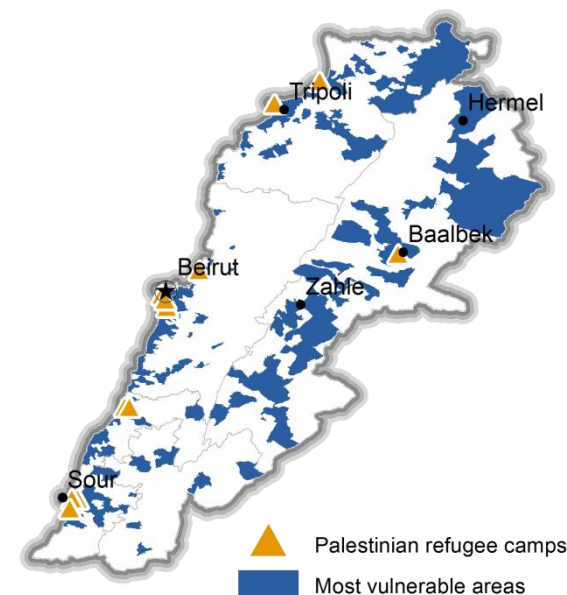 Tripoli
Hermel
Baalbek
Beirut
Zahle
Sour
Palestinian refugee camps
Most vulnerable areas